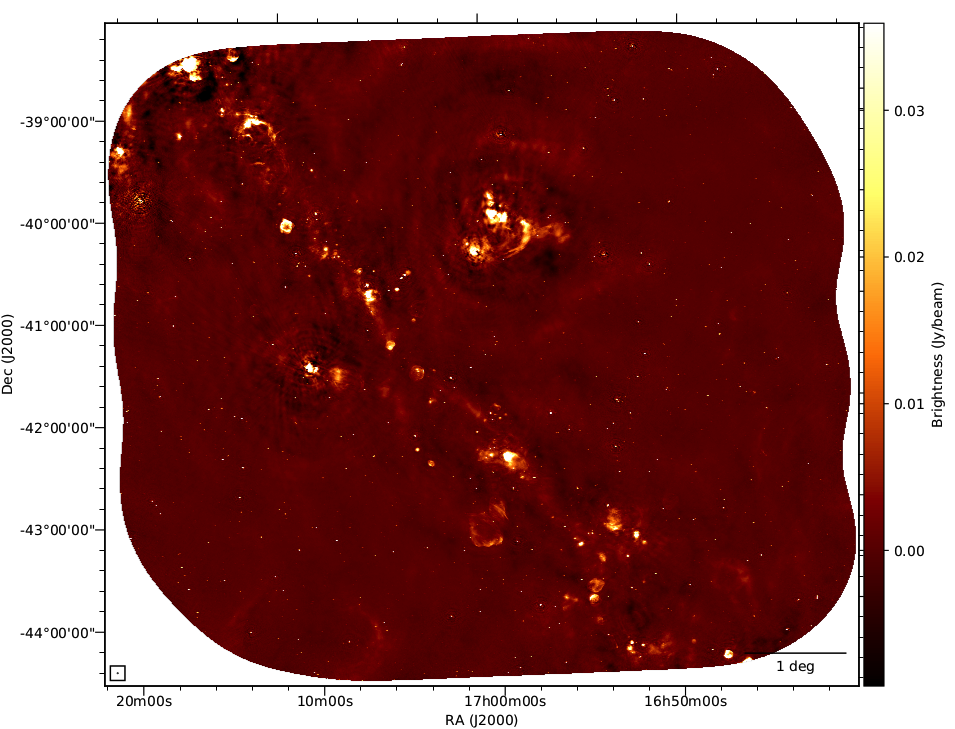 -39°00'00"
-40°00'00"
-41°00'00"
-42°00'00"
-43°00'00"
-44°00'00"
Dec (J2000)
20m00s
10m00s
17h00m00s
16h50m00s
RA (J2000)
1 deg
0.03
0.02
0.01
0.00
Brightness (Jy/beam)